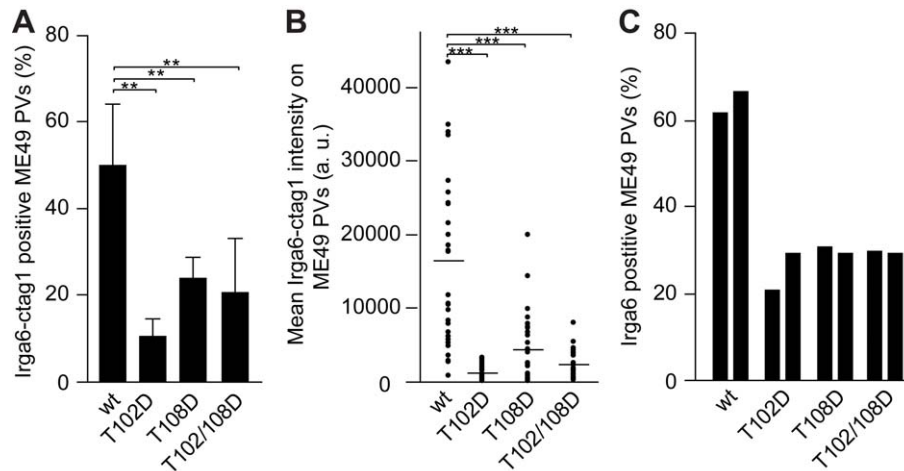 A
Irga6-ctag1 positive ME49 PVs (%)
80
60
40
20
0
**
**
**
wt
T102D
T108D
T102/108D
B
Mean Irga6-ctag1 intensity on
ME49 PVs (a. u.)
40000
30000
20000
10000
0
***
***
***
wt
T102D
T108D
T102/108D
C
Irga6 postitive ME49 PVs (%)
80
60
40
20
0
wt
T102D
T108D
T102/108D